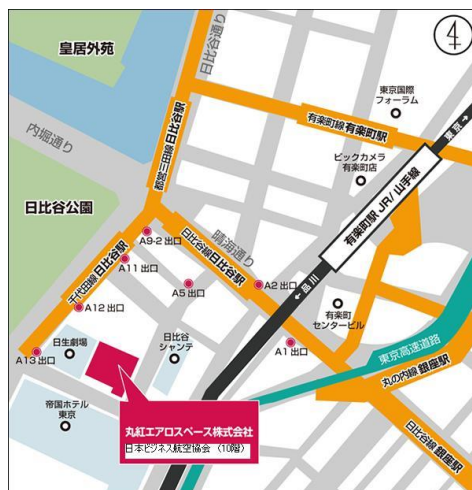 皇居外苑
日比谷通り
内堀通り
都営三田線 日比谷駅
東京国際
フォーラム
有楽町線 有楽町駅
東京→
ビックカメラ
有楽町店
有楽町駅 JR/山手線
日比谷公園
A9-2 出口
晴海通り
日比谷線 日比谷駅
千代田線 日比谷駅
A11 出口
A5 出口
A2 出口
←品川
A12 出口
有楽町
センタービル
日比谷
シャンテ
A1 出口
東京高速道路
日生劇場
A13 出口
丸の内線 銀座駅
帝国ホテル
東京
日比谷線 銀座駅
丸紅エアロスペース株式会社
日本ビジネス航空協会 (10階)